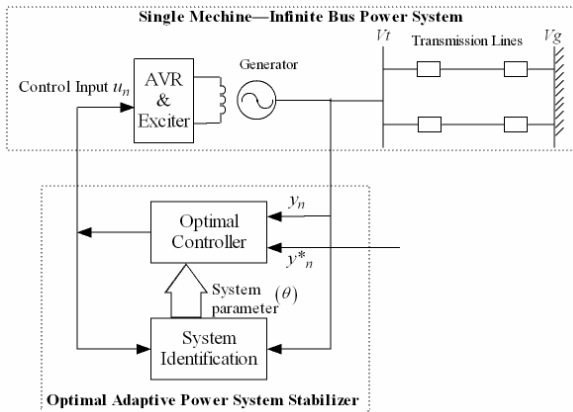 Single Mechine—Infinite Bus Power System
Vt
Vg
Transmission Lines
Generator
Control Input uₙ
AVR
&
Exciter
Optimal
Controller
yₙ
y*ₙ
System
parameter (θ)
System
Identification
Optimal Adaptive Power System Stabilizer